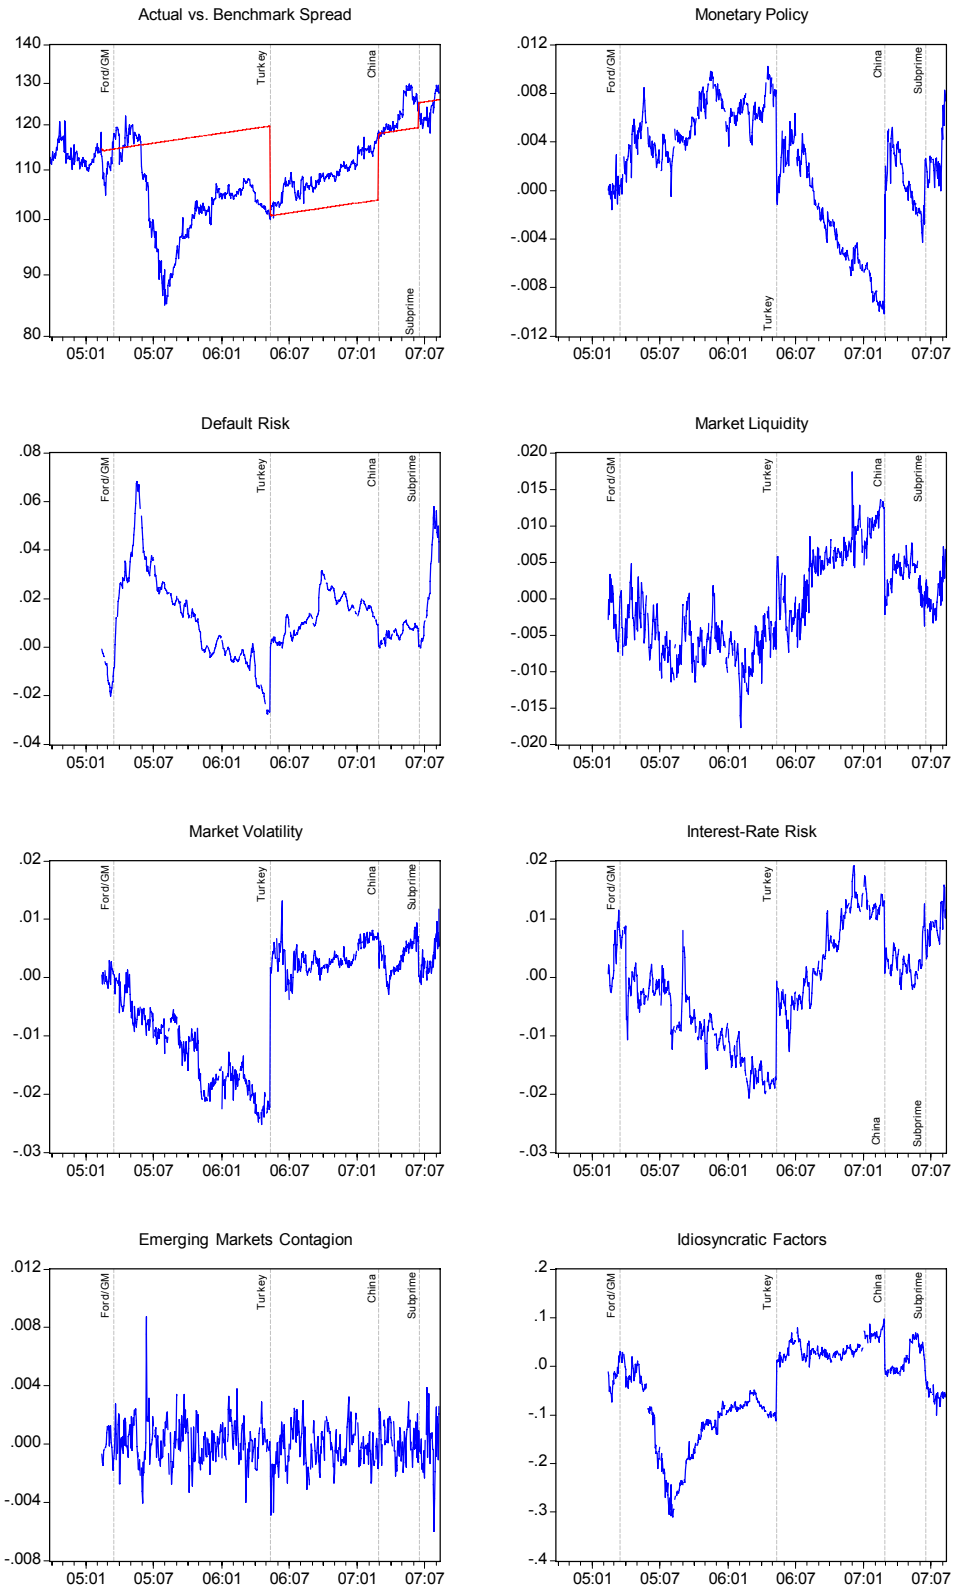 Actual vs. Benchmark Spread
140
130
120
110
100
90
80
Ford/GM
Turkey
China
Subprime
05:01 05:07 06:01 06:07 07:01 07:07
Monetary Policy
.012
.008
.004
.000
-.004
-.008
-.012
Ford/GM
Turkey
China
Subprime
05:01 05:07 06:01 06:07 07:01 07:07
Default Risk
.08
.06
.04
.02
.00
-.02
-.04
Ford/GM
Turkey
China
Subprime
05:01 05:07 06:01 06:07 07:01 07:07
Market Liquidity
.020
.015
.010
.005
.000
-.005
-.010
-.015
-.020
Ford/GM
Turkey
China
Subprime
05:01 05:07 06:01 06:07 07:01 07:07
Market Volatility
.02
.01
.00
-.01
-.02
-.03
Ford/GM
Turkey
China
Subprime
05:01 05:07 06:01 06:07 07:01 07:07
Interest-Rate Risk
.02
.01
.00
-.01
-.02
-.03
Ford/GM
Turkey
China
Subprime
05:01 05:07 06:01 06:07 07:01 07:07
Emerging Markets Contagion
.012
.008
.004
.000
-.004
-.008
Ford/GM
Turkey
China
Subprime
05:01 05:07 06:01 06:07 07:01 07:07
Idiosyncratic Factors
.2
.1
.0
-.1
-.2
-.3
-.4
Ford/GM
Turkey
China
Subprime
05:01 05:07 06:01 06:07 07:01 07:07